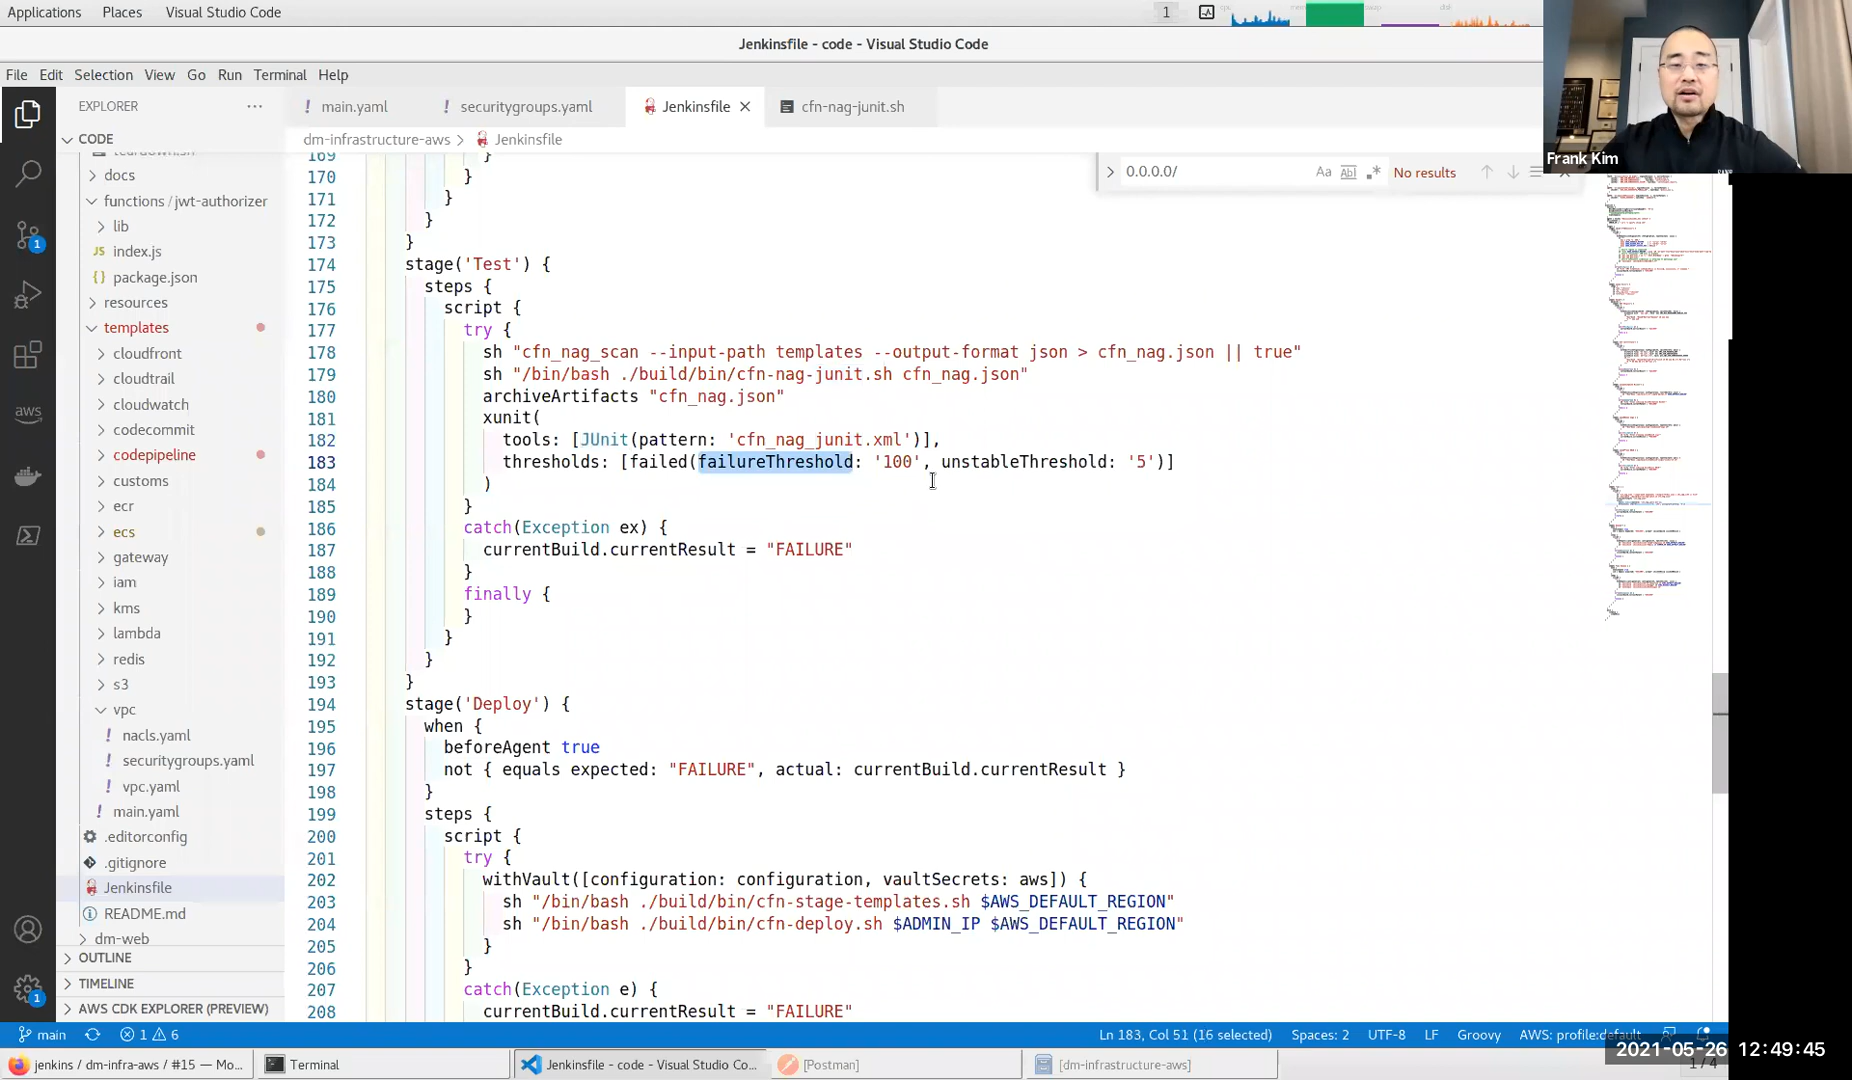 Applications Places Visual Studio Code 1
Jenkinsfile - code - Visual Studio Code
File Edit Selection View Go Run Terminal Help
Frank Kim
EXPLORER ···
main.yaml securitygroups.yaml Jenkinsfile cfn-nag-junit.sh
CODE
dm-infrastructure-aws > Jenkinsfile
0.0.0.0/ Aa Abl No results
teardown.sh
docs
functions / jwt-authorizer
lib
JS index.js
{} package.json
resources
templates
cloudfront
cloudtrail
cloudwatch
codecommit
codepipeline
customs
ecr
ecs
gateway
iam
kms
lambda
redis
s3
vpc
! nacls.yaml
! securitygroups.yaml
! vpc.yaml
! main.yaml
.editorconfig
.gitignore
Jenkinsfile
README.md
dm-web
OUTLINE
TIMELINE
AWS CDK EXPLORER (PREVIEW)
aws
1
1
169 }
170 }
171 }
172 }
173 }
174 stage('Test') {
175 steps {
176 script {
177 try {
178 sh "cfn_nag_scan --input-path templates --output-format json > cfn_nag.json || true"
179 sh "/bin/bash ./build/bin/cfn-nag-junit.sh cfn_nag.json"
180 archiveArtifacts "cfn_nag.json"
181 xunit(
182 tools: [JUnit(pattern: 'cfn_nag_junit.xml')],
183 thresholds: [failed(failureThreshold: '100', unstableThreshold: '5')]
184 )
185 }
186 catch(Exception ex) {
187 currentBuild.currentResult = "FAILURE"
188 }
189 finally {
190 }
191 }
192 }
193 }
194 stage('Deploy') {
195 when {
196 beforeAgent true
197 not { equals expected: "FAILURE", actual: currentBuild.currentResult }
198 }
199 steps {
200 script {
201 try {
202 withVault([configuration: configuration, vaultSecrets: aws]) {
203 sh "/bin/bash ./build/bin/cfn-stage-templates.sh $AWS_DEFAULT_REGION"
204 sh "/bin/bash ./build/bin/cfn-deploy.sh $ADMIN_IP $AWS_DEFAULT_REGION"
205 }
206 }
207 catch(Exception e) {
208 currentBuild.currentResult = "FAILURE"
main 1 6 Ln 183, Col 51 (16 selected) Spaces: 2 UTF-8 LF Groovy AWS: profile:default
2021-05-26 12:49:45
jenkins / dm-infra-aws / #15 — Mo... Terminal Jenkinsfile - code - Visual Studio Co... [Postman] [dm-infrastructure-aws] 1 / 4